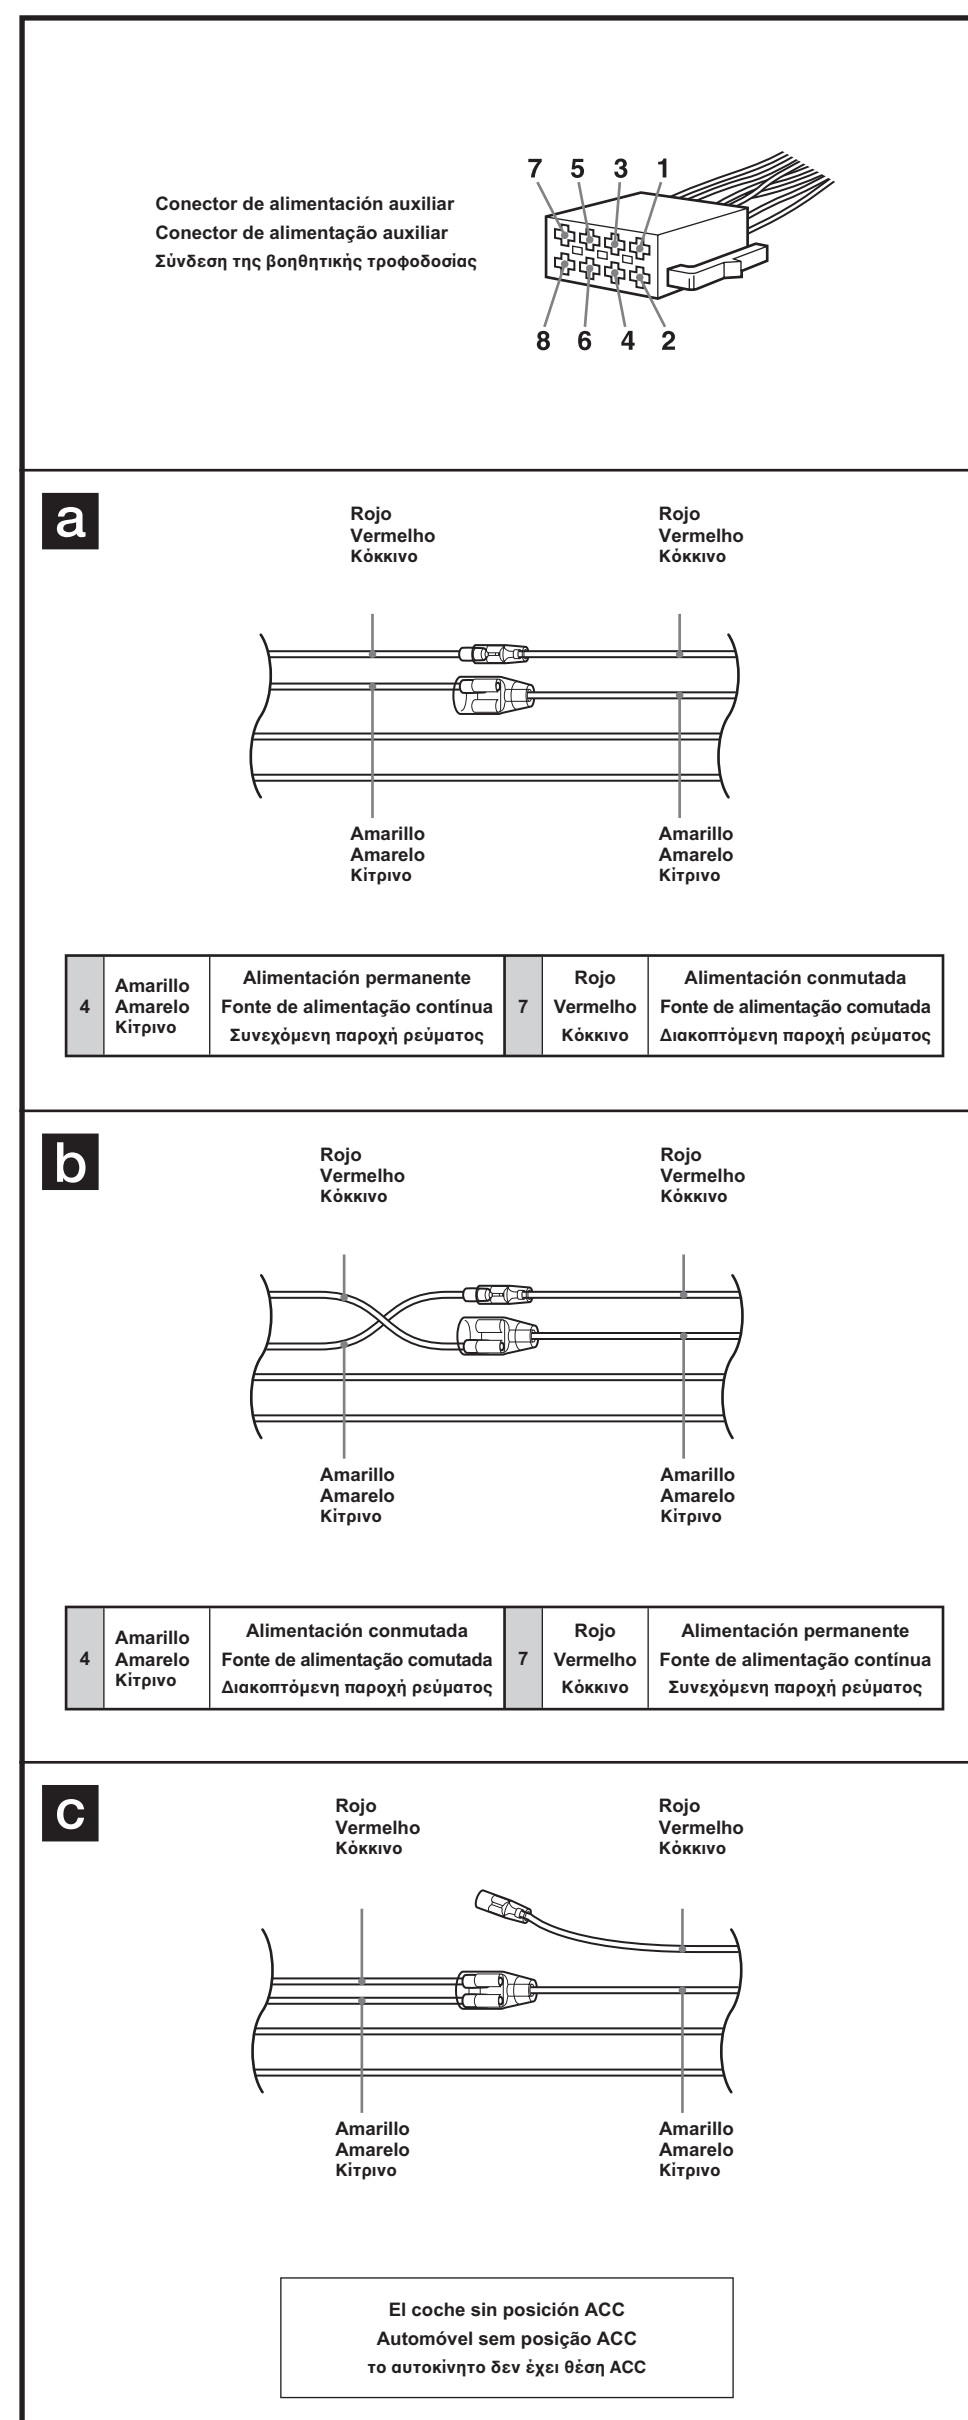 7 5 3 1
Conector de alimentación auxiliar
Conector de alimentação auxiliar
Σύνδεση της βοηθητικής τροφοδοσίας
8 6 4 2
a
Rojo
Vermelho
Κόκκινο
Rojo
Vermelho
Κόκκινο
Amarillo
Amarelo
Κίτρινο
Amarillo
Amarelo
Κίτρινο
4
Amarillo
Amarelo
Κίτρινο
Alimentación permanente
Fonte de alimentação contínua
Συνεχόμενη παροχή ρεύματος
7
Rojo
Vermelho
Κόκκινο
Alimentación conmutada
Fonte de alimentação comutada
Διακοπτόμενη παροχή ρεύματος
b
Rojo
Vermelho
Κόκκινο
Rojo
Vermelho
Κόκκινο
Amarillo
Amarelo
Κίτρινο
Amarillo
Amarelo
Κίτρινο
4
Amarillo
Amarelo
Κίτρινο
Alimentación conmutada
Fonte de alimentação comutada
Διακοπτόμενη παροχή ρεύματος
7
Rojo
Vermelho
Κόκκινο
Alimentación permanente
Fonte de alimentação contínua
Συνεχόμενη παροχή ρεύματος
c
Rojo
Vermelho
Κόκκινο
Rojo
Vermelho
Κόκκινο
Amarillo
Amarelo
Κίτρινο
Amarillo
Amarelo
Κίτρινο
El coche sin posición ACC
Automóvel sem posição ACC
το αυτοκίνητο δεν έχει θέση ACC